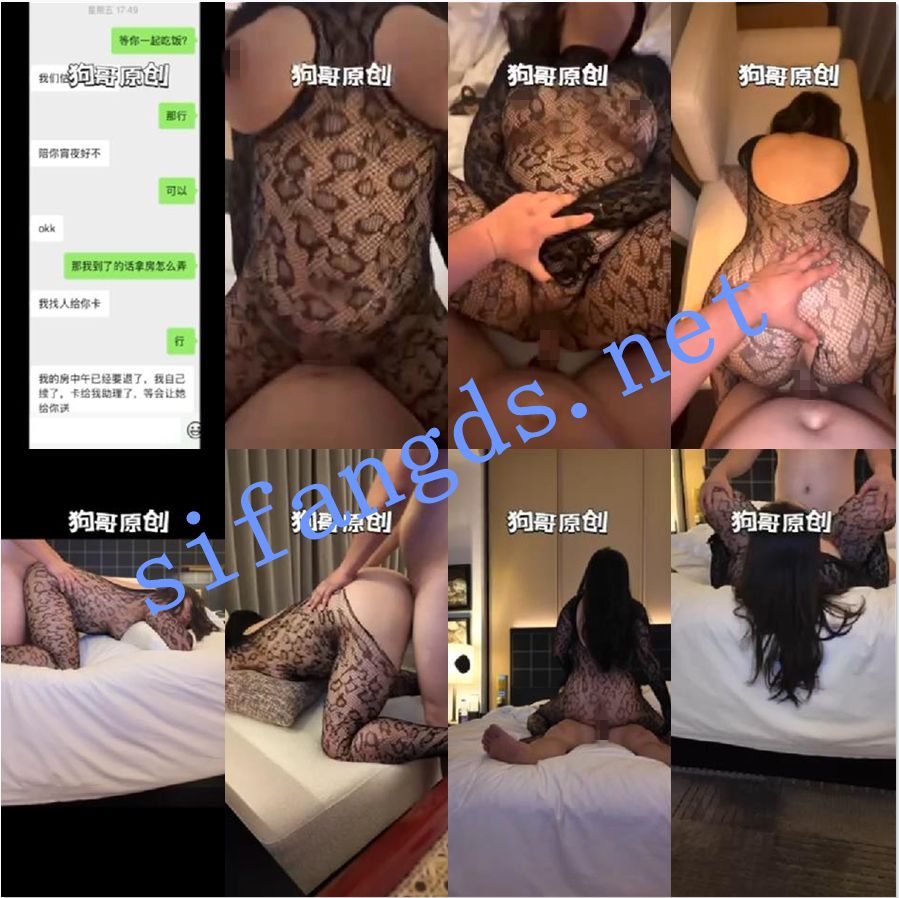 星期五 17:49
等你一起吃饭?
狗哥原创
狗哥原创
狗哥原创
狗哥原创
我们
那行
陪你宵夜好不
可以
okk
那我到了的话拿房怎么弄
我找人给你卡
行
我的房中午已经要退了，我自己
续了，卡给我助理了，等会让她
给你送
sifangds.net
狗哥原创
狗哥原创
狗哥原创
狗哥原创